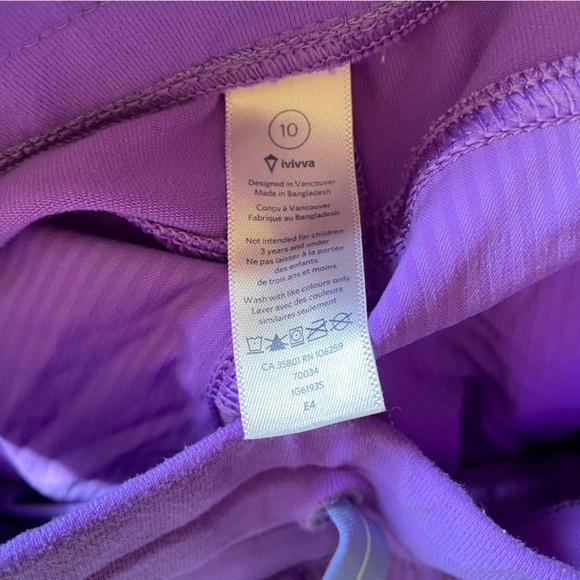 10
ivivva
Designed in Vancouver
Made in Bangladesh
Conçu à Vancouver
Fabriqué au Bangladesh
Not intended for children
3 years and under
Ne pas laisser à la portée
des enfants
de trois ans et moins
Wash with like colours only
Laver avec des couleurs
similaires seulement
CA 35801 RN 106259
70034
IG6193S
E4